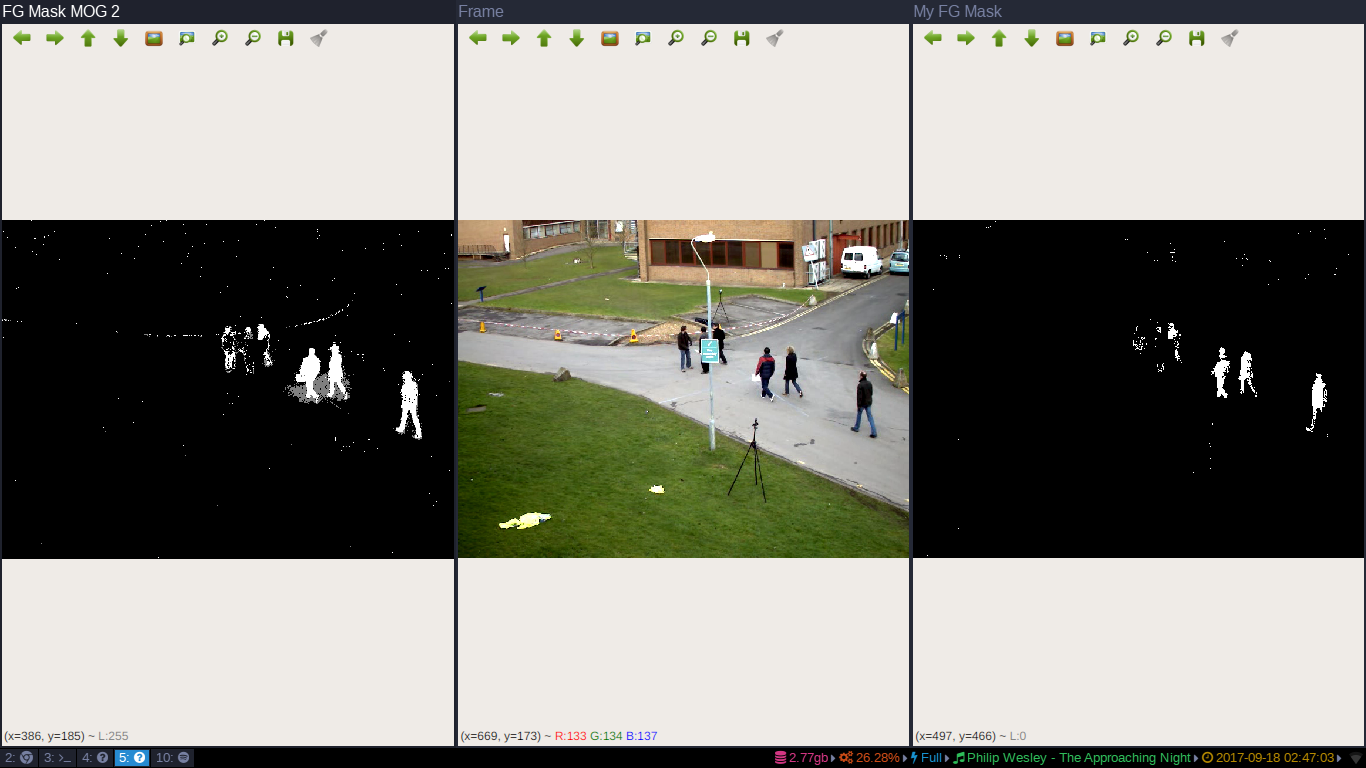 FG Mask MOG 2
Frame
My FG Mask
(x=386, y=185) ~ L:255
(x=669, y=173) ~ R:133 G:134 B:137
(x=497, y=466) ~ L:0
2: 3: >_ 4: ? 5: ? 10: 2.77gb 26.28% Full Philip Wesley - The Approaching Night 2017-09-18 02:47:03